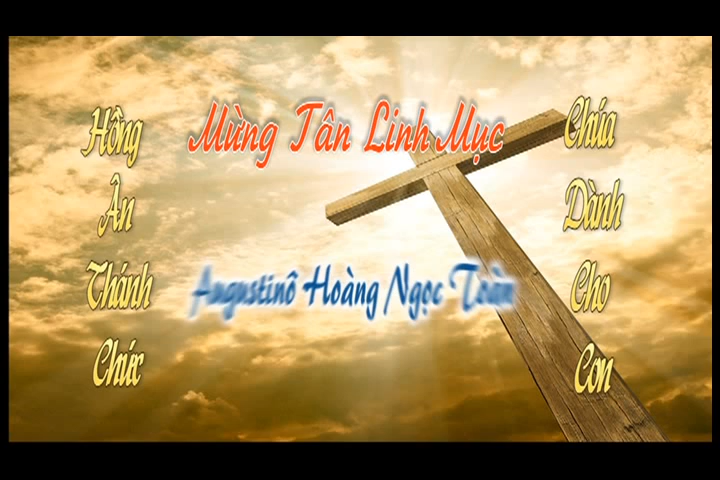 Mừng Tân Linh Mục
Augustinô Hoàng Ngọc Toàn
Hồng
Ân
Thánh
Chức
Chúa
Dành
Cho
Con